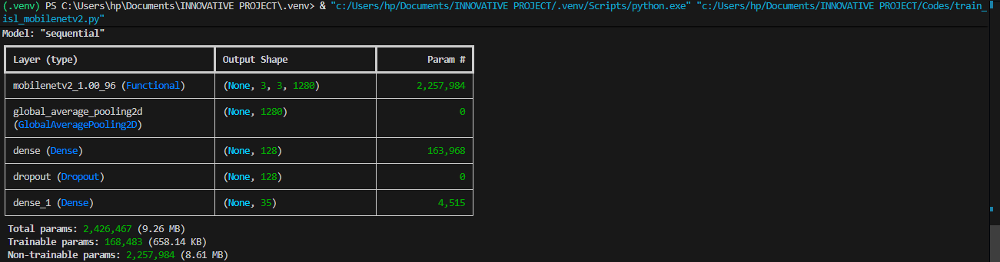 (.venv) PS C:\Users\hp\Documents\INNOVATIVE PROJECT\.venv> & "c:/Users/hp/Documents/INNOVATIVE PROJECT/.venv/Scripts/python.exe" "c:/Users/hp/Documents/INNOVATIVE PROJECT/Codes/train_
isl_mobilenetv2.py"
Model: "sequential"
Layer (type) Output Shape Param #
mobilenetv2_1.00_96 (Functional) (None, 3, 3, 1280) 2,257,984
global_average_pooling2d (None, 1280) 0
(GlobalAveragePooling2D)
dense (Dense) (None, 128) 163,968
dropout (Dropout) (None, 128) 0
dense_1 (Dense) (None, 35) 4,515
Total params: 2,426,467 (9.26 MB)
Trainable params: 168,483 (658.14 KB)
Non-trainable params: 2,257,984 (8.61 MB)